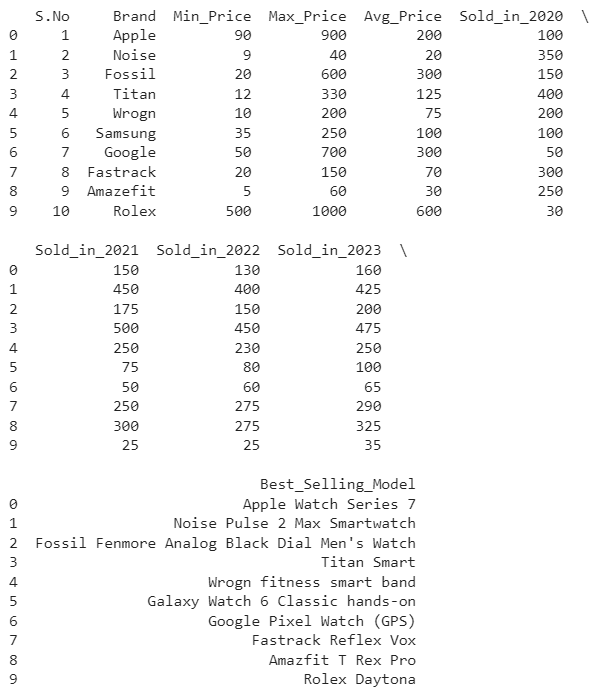 S.No Brand Min_Price Max_Price Avg_Price Sold_in_2020 \
0 1 Apple 90 900 200 100
1 2 Noise 9 40 20 350
2 3 Fossil 20 600 300 150
3 4 Titan 12 330 125 400
4 5 Wrogn 10 200 75 200
5 6 Samsung 35 250 100 100
6 7 Google 50 700 300 50
7 8 Fastrack 20 150 70 300
8 9 Amazefit 5 60 30 250
9 10 Rolex 500 1000 600 30
Sold_in_2021 Sold_in_2022 Sold_in_2023 \
0 150 130 160
1 450 400 425
2 175 150 200
3 500 450 475
4 250 230 250
5 75 80 100
6 50 60 65
7 250 275 290
8 300 275 325
9 25 25 35
Best_Selling_Model
0 Apple Watch Series 7
1 Noise Pulse 2 Max Smartwatch
2 Fossil Fenmore Analog Black Dial Men's Watch
3 Titan Smart
4 Wrogn fitness smart band
5 Galaxy Watch 6 Classic hands-on
6 Google Pixel Watch (GPS)
7 Fastrack Reflex Vox
8 Amazfit T Rex Pro
9 Rolex Daytona